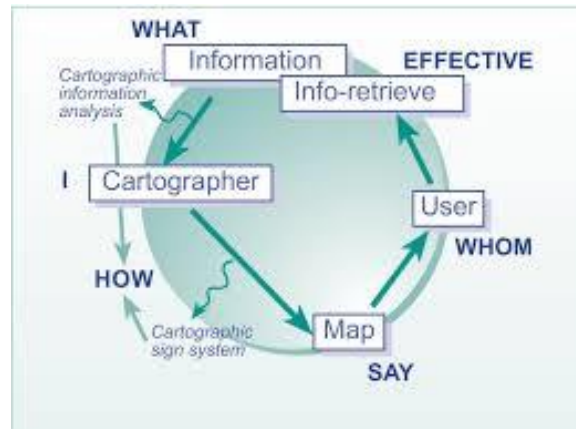 WHAT
Information
EFFECTIVE
Info-retrieve
Cartographic
information
analysis
I
Cartographer
User
WHOM
HOW
Cartographic
sign system
Map
SAY